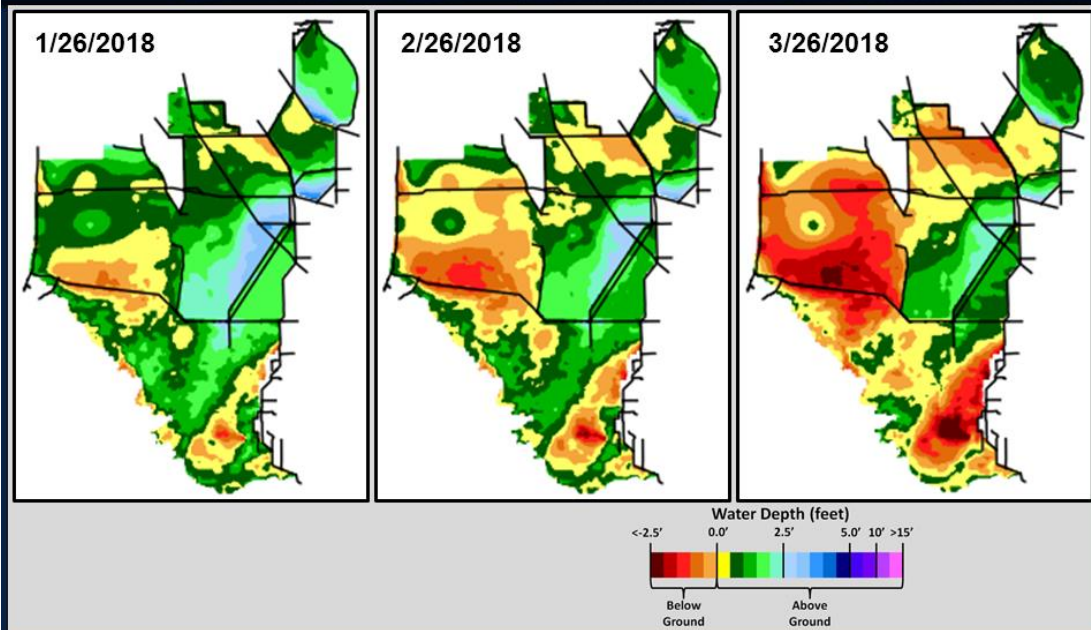 1/26/2018
2/26/2018
3/26/2018
Water Depth (feet)
<-2.5' 0.0' 2.5' 5.0' 10' >15'
Below Above
Ground Ground